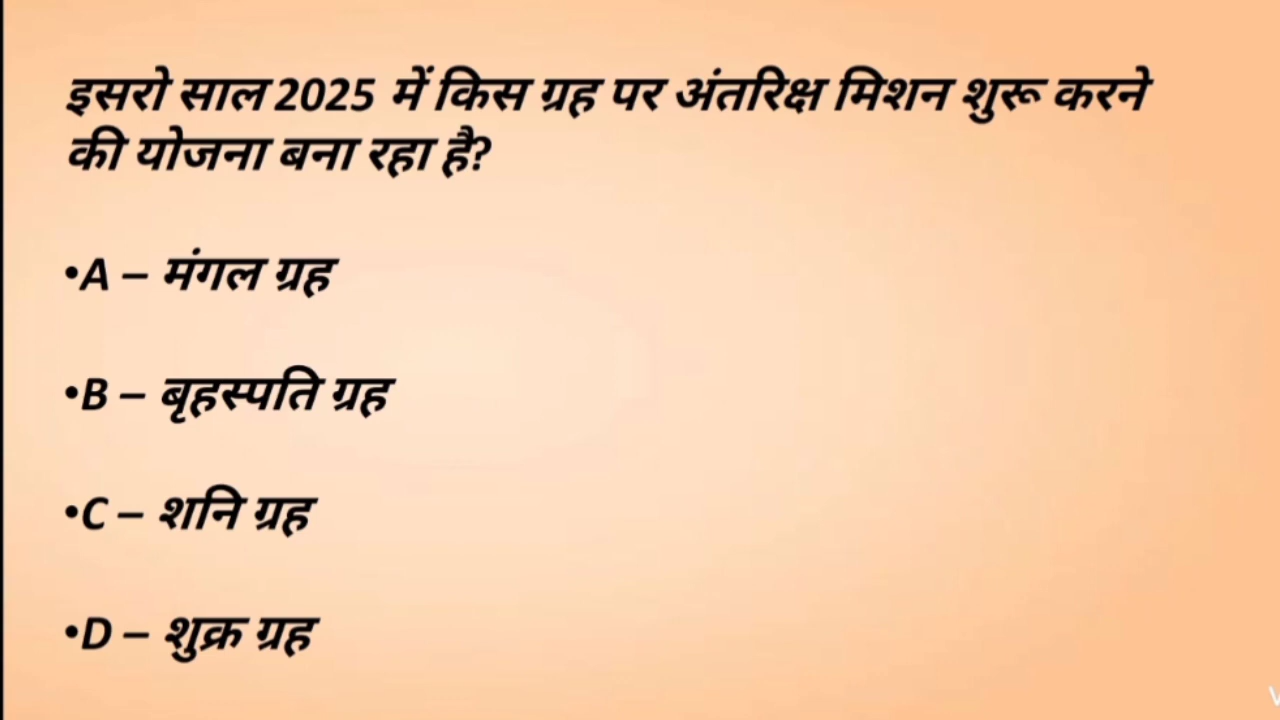 इसरो साल 2025 में किस ग्रह पर अंतरिक्ष मिशन शुरू करने
की योजना बना रहा है?
•A – मंगल ग्रह
•B – बृहस्पति ग्रह
•C – शनि ग्रह
•D – शुक्र ग्रह